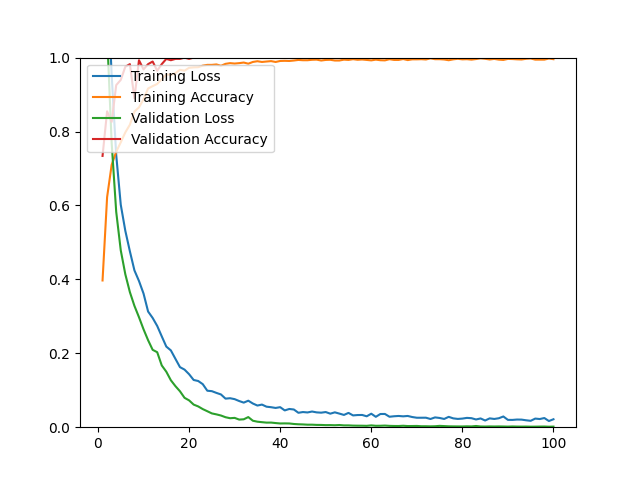 1.0
0.8
0.6
0.4
0.2
0.0
Training Loss
Training Accuracy
Validation Loss
Validation Accuracy
0 20 40 60 80 100